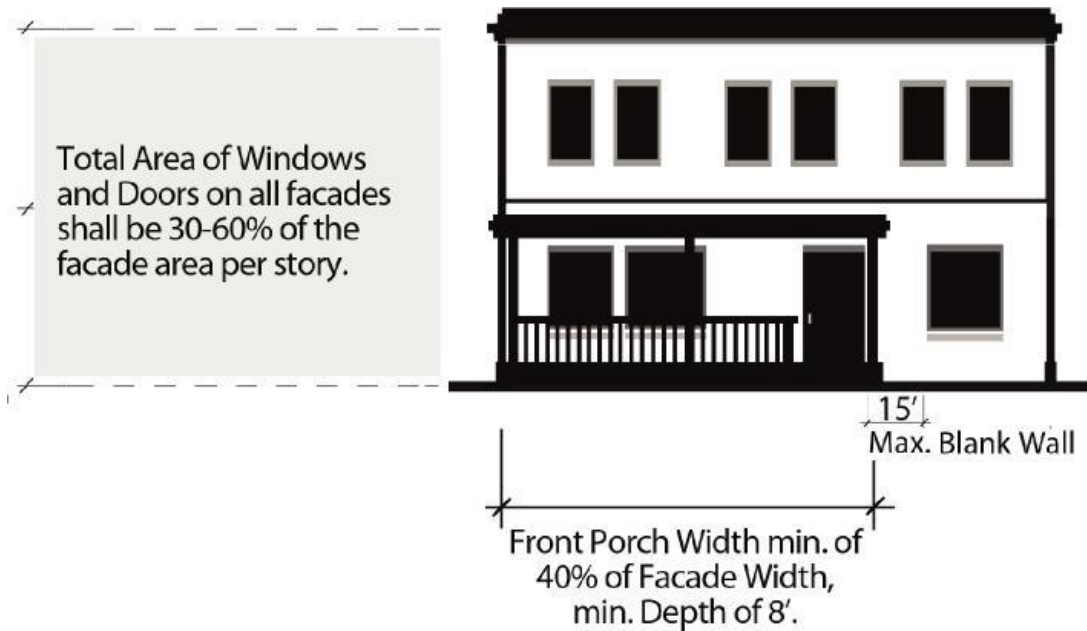 Total Area of Windows
and Doors on all facades
shall be 30-60% of the
facade area per story.
15'
Max. Blank Wall
Front Porch Width min. of
40% of Facade Width,
min. Depth of 8'.